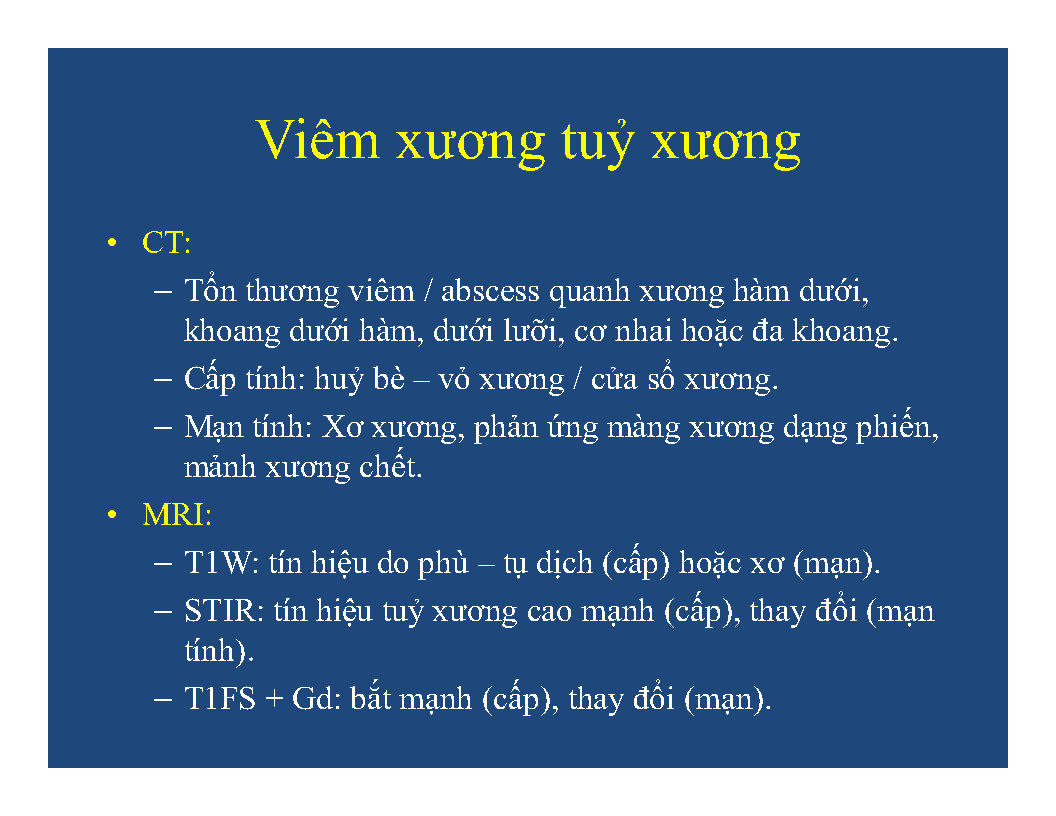 Viêm xương tuỷ xương
• CT:
– Tổn thương viêm / abscess quanh xương hàm dưới,
khoang dưới hàm, dưới lưỡi, cơ nhai hoặc đa khoang.
– Cấp tính: huỷ bè – vỏ xương / cửa sổ xương.
– Mạn tính: Xơ xương, phản ứng màng xương dạng phiến,
mảnh xương chết.
• MRI:
– T1W: tín hiệu do phù – tụ dịch (cấp) hoặc xơ (mạn).
– STIR: tín hiệu tuỷ xương cao mạnh (cấp), thay đổi (mạn
tính).
– T1FS + Gd: bắt mạnh (cấp), thay đổi (mạn).